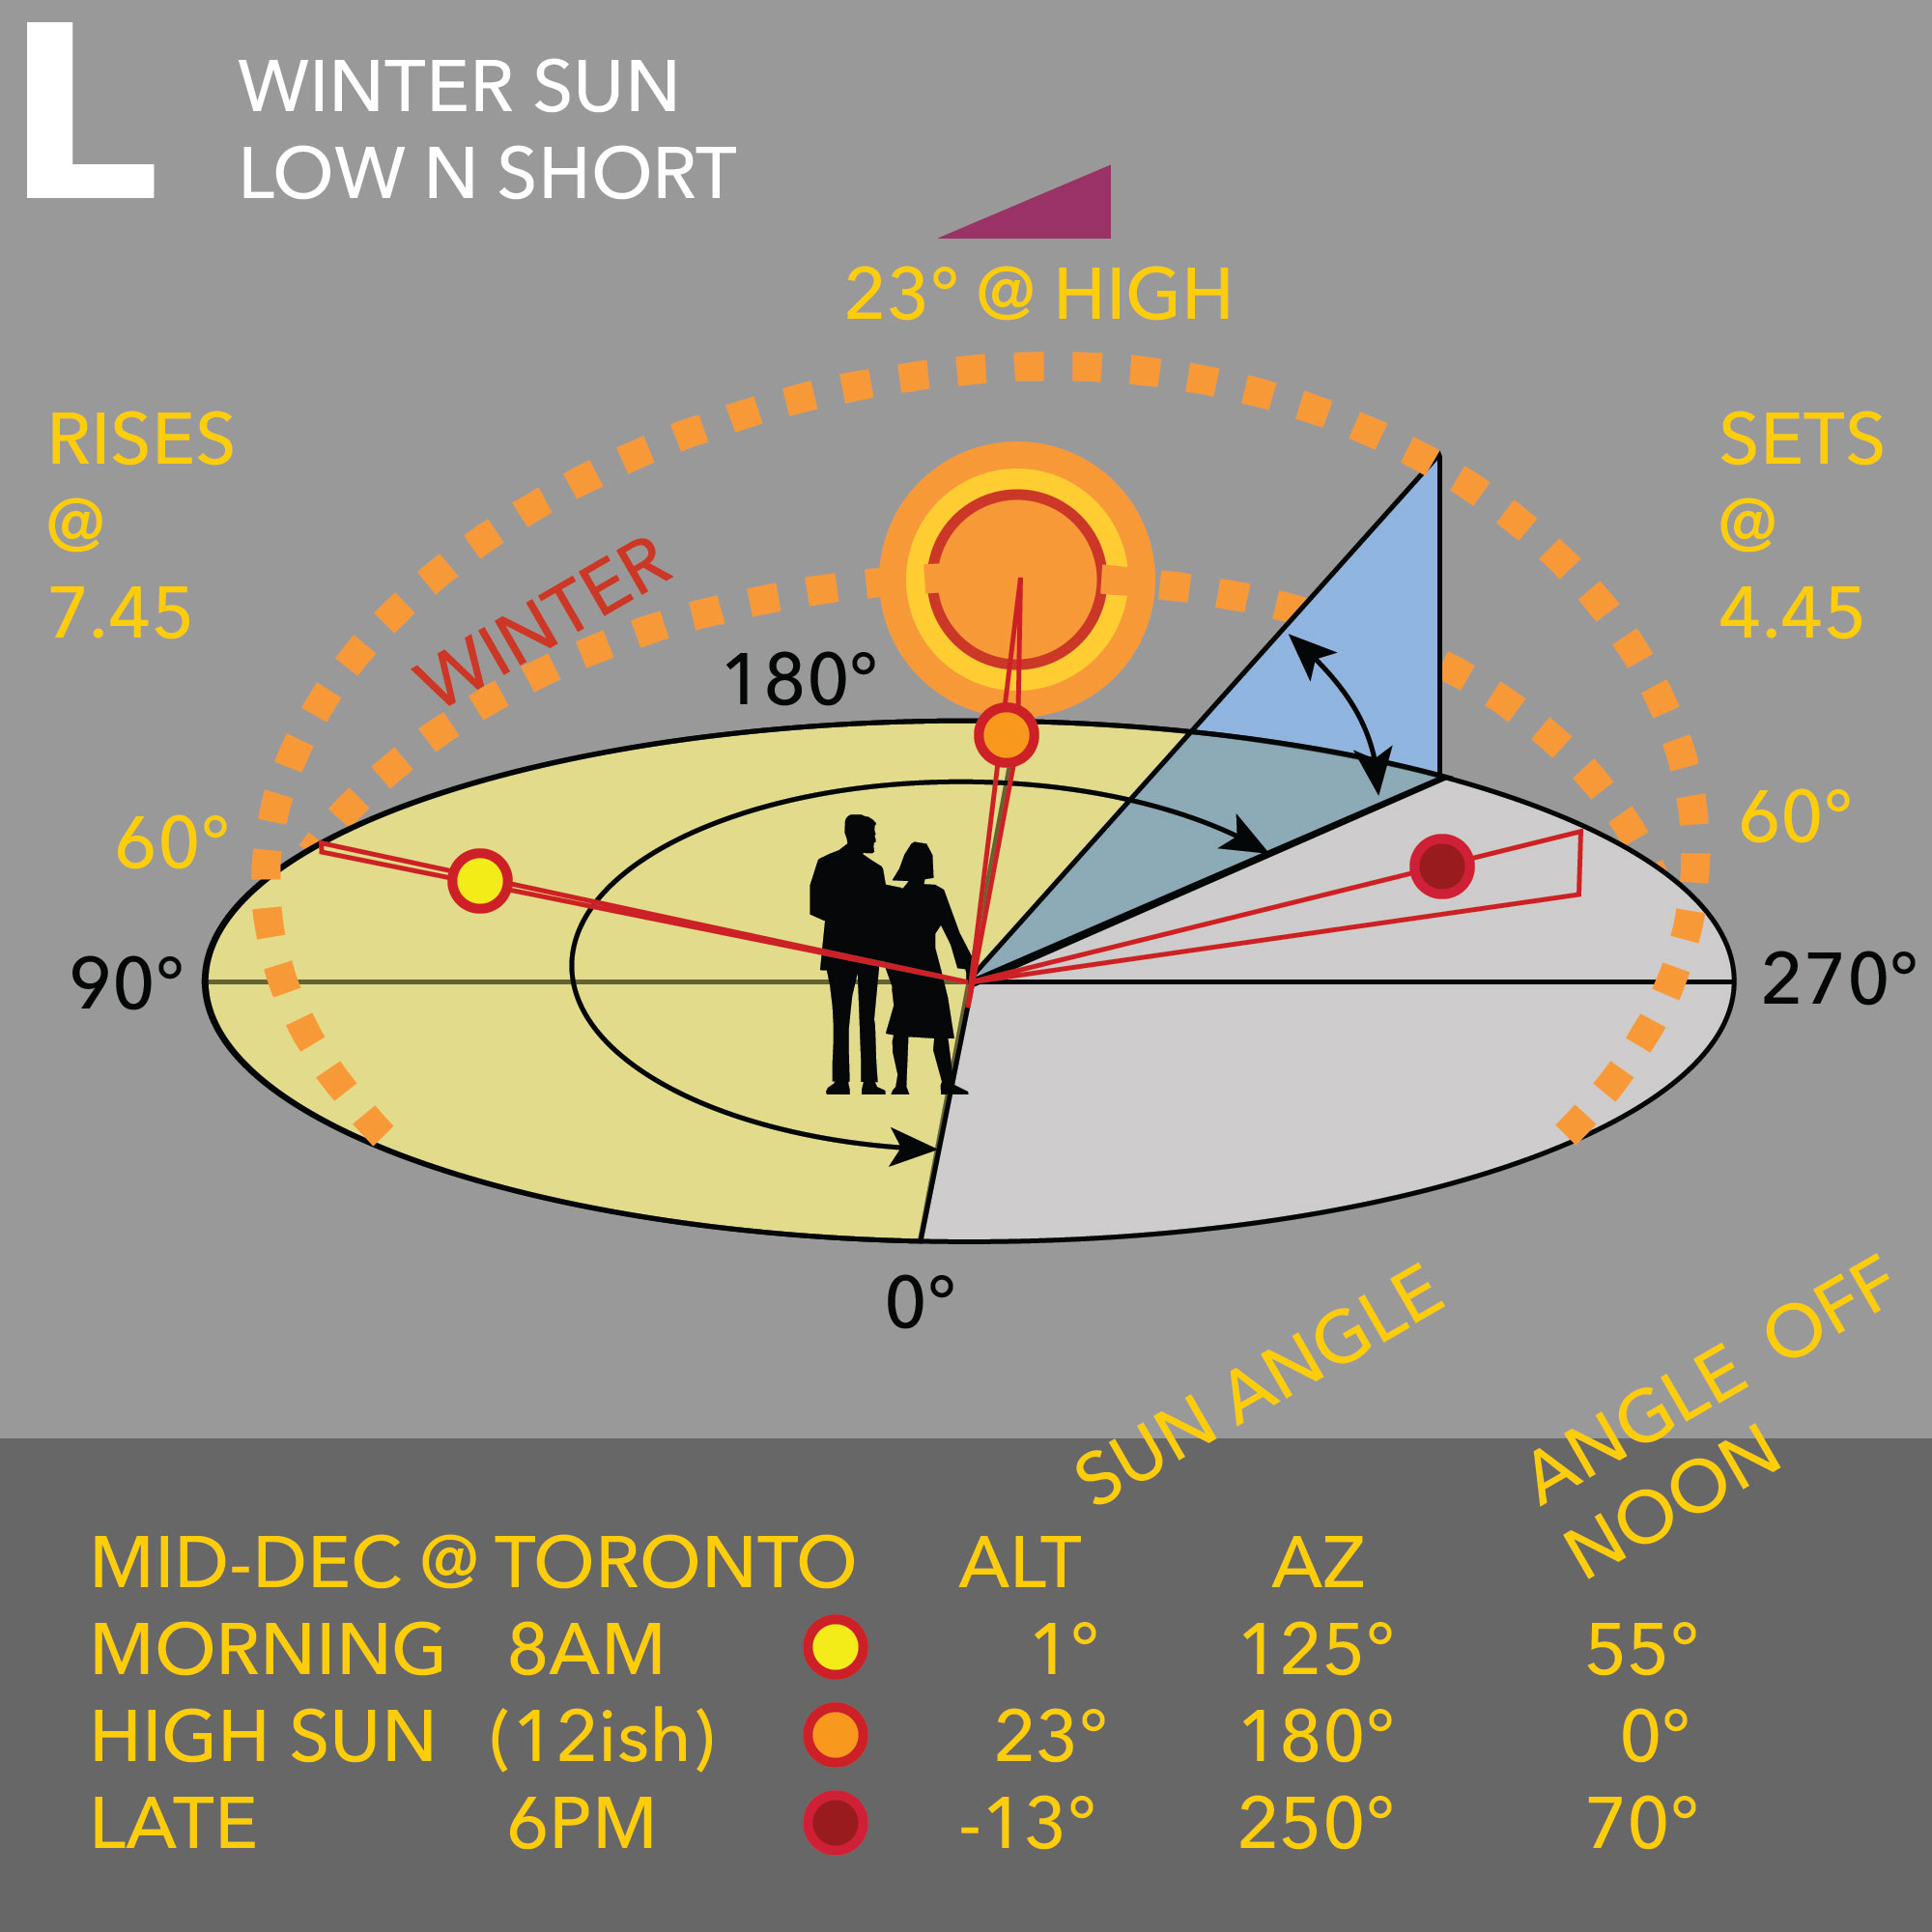 L
WINTER SUN
LOW N SHORT
23° @ HIGH
RISES
@
7.45
SETS
@
4.45
WINTER
180°
60°
60°
90°
270°
0°
SUN ANGLE
ANGLE OFF
NOON
MID-DEC @ TORONTO ALT AZ
MORNING 8AM 1° 125° 55°
HIGH SUN (12ish) 23° 180° 0°
LATE 6PM -13° 250° 70°